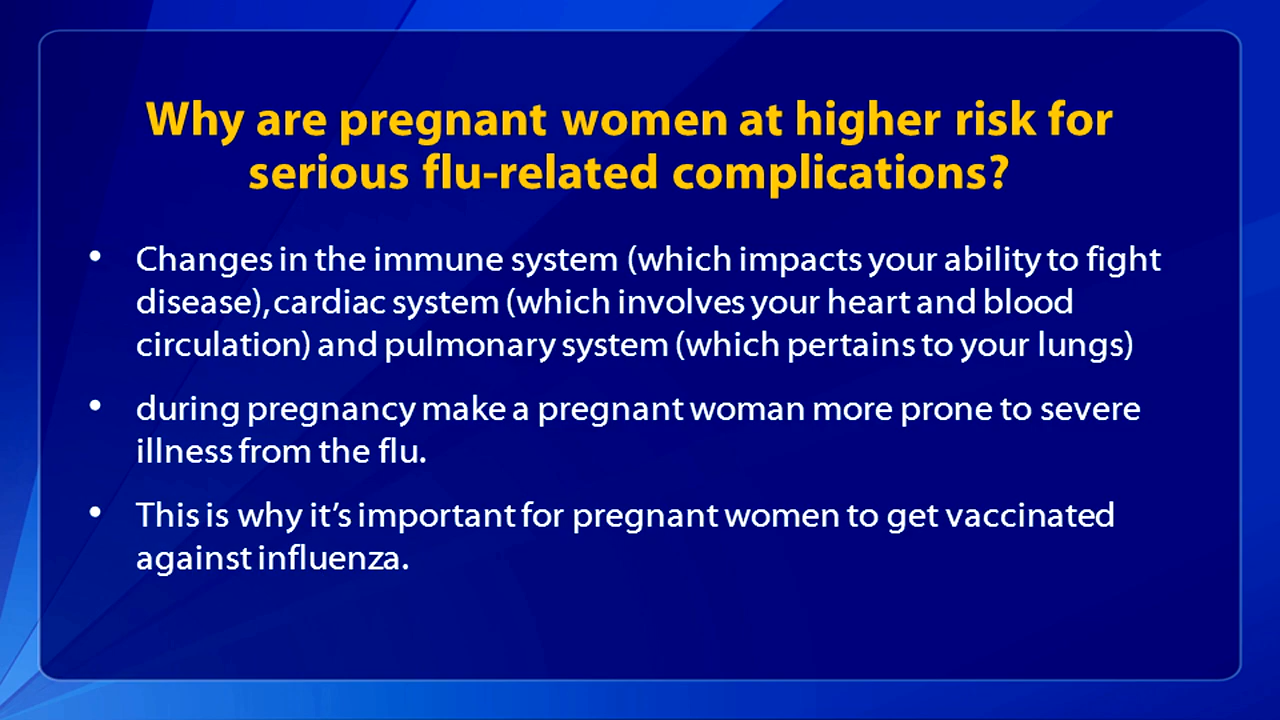 Why are pregnant women at higher risk for
serious flu-related complications?
• Changes in the immune system (which impacts your ability to fight
disease), cardiac system (which involves your heart and blood
circulation) and pulmonary system (which pertains to your lungs)
• during pregnancy make a pregnant woman more prone to severe
illness from the flu.
• This is why it’s important for pregnant women to get vaccinated
against influenza.